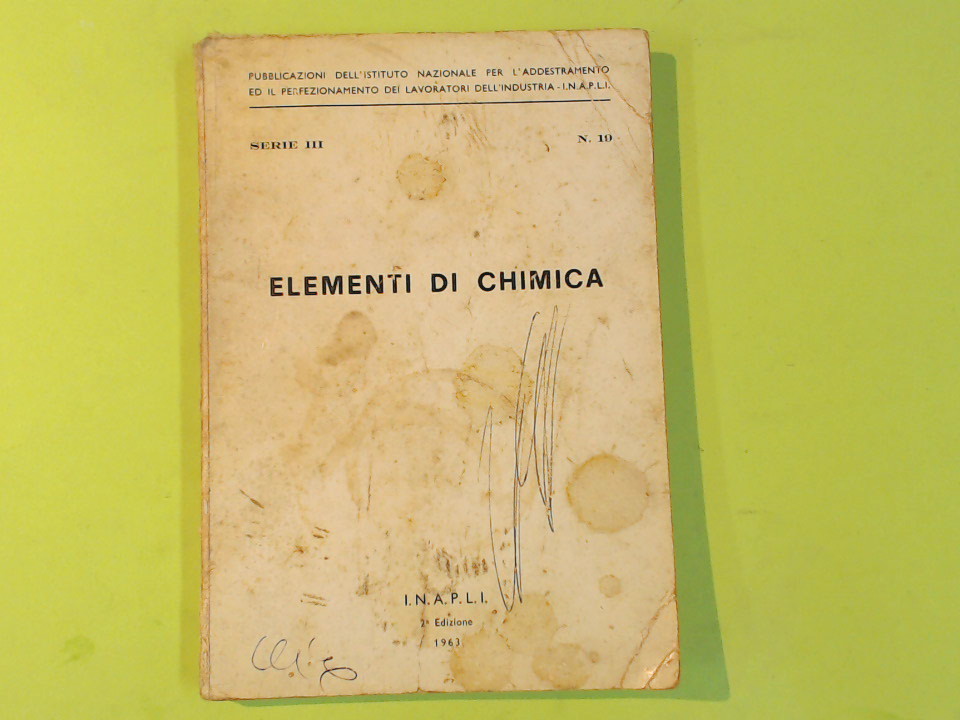 PUBBLICAZIONI DELL'ISTITUTO NAZIONALE PER L'ADDESTRAMENTO
ED IL PERFEZIONAMENTO DEI LAVORATORI DELL'INDUSTRIA - I.N.A.P.L.I.
SERIE III N. 19
ELEMENTI DI CHIMICA
I.N.A.P.L.I.
2ª Edizione
1963